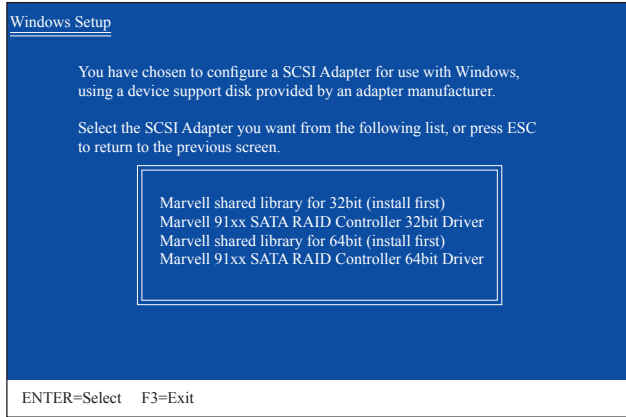 Windows Setup
You have chosen to configure a SCSI Adapter for use with Windows,
using a device support disk provided by an adapter manufacturer.
Select the SCSI Adapter you want from the following list, or press ESC
to return to the previous screen.
Marvell shared library for 32bit (install first)
Marvell 91xx SATA RAID Controller 32bit Driver
Marvell shared library for 64bit (install first)
Marvell 91xx SATA RAID Controller 64bit Driver
ENTER=Select F3=Exit